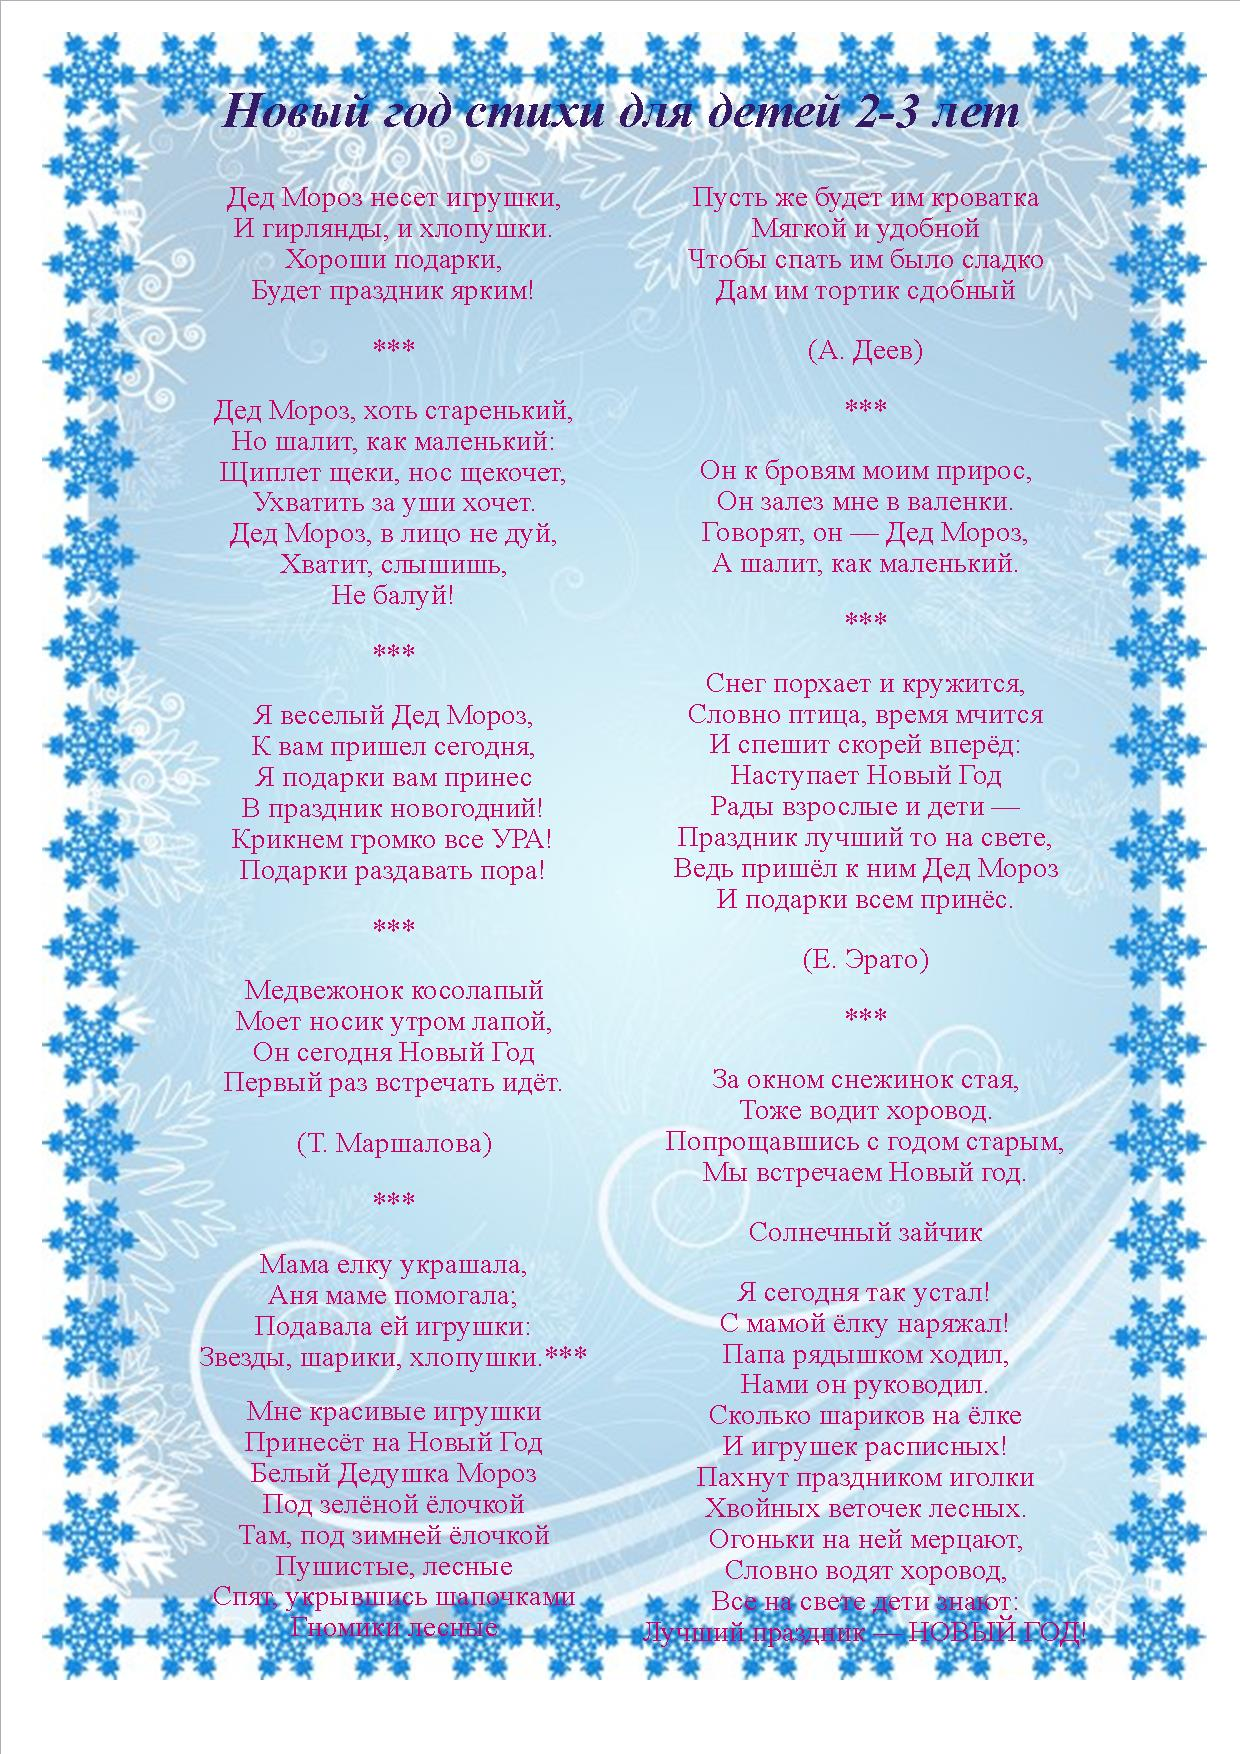 Новый год стихи для детей 2-3 лет
Дед Мороз несет игрушки,
И гирлянды, и хлопушки.
Хороши подарки,
Будет праздник ярким!
***
Дед Мороз, хоть старенький,
Но шалит, как маленький:
Щиплет щеки, нос щекочет,
Ухватить за уши хочет.
Дед Мороз, в лицо не дуй,
Хватит, слышишь,
Не балуй!
***
Я веселый Дед Мороз,
К вам пришел сегодня,
Я подарки вам принес
В праздник новогодний!
Крикнем громко все УРА!
Подарки раздавать пора!
***
Медвежонок косолапый
Моет носик утром лапой,
Он сегодня Новый Год
Первый раз встречать идёт.
(Т. Маршалова)
***
Мама елку украшала,
Аня маме помогала;
Подавала ей игрушки:
Звезды, шарики, хлопушки.***
Мне красивые игрушки
Принесёт на Новый Год
Белый Дедушка Мороз
Под зелёной ёлочкой
Там, под зимней ёлочкой
Пушистые, лесные
Спят, укрывшись шапочками
Гномики лесные
Пусть же будет им кроватка
Мягкой и удобной
Чтобы спать им было сладко
Дам им тортик сдобный
(А. Деев)
***
Он к бровям моим прирос,
Он залез мне в валенки.
Говорят, он — Дед Мороз,
А шалит, как маленький.
***
Снег порхает и кружится,
Словно птица, время мчится
И спешит скорей вперёд:
Наступает Новый Год
Рады взрослые и дети —
Праздник лучший то на свете,
Ведь пришёл к ним Дед Мороз
И подарки всем принёс.
(Е. Эрато)
***
За окном снежинок стая,
Тоже водит хоровод.
Попрощавшись с годом старым,
Мы встречаем Новый год.
Солнечный зайчик
Я сегодня так устал!
С мамой ёлку наряжал!
Папа рядышком ходил,
Нами он руководил.
Сколько шариков на ёлке
И игрушек расписных!
Пахнут праздником иголки
Хвойных веточек лесных.
Огоньки на ней мерцают,
Словно водят хоровод,
Все на свете дети знают:
Лучший праздник — НОВЫЙ ГОД!